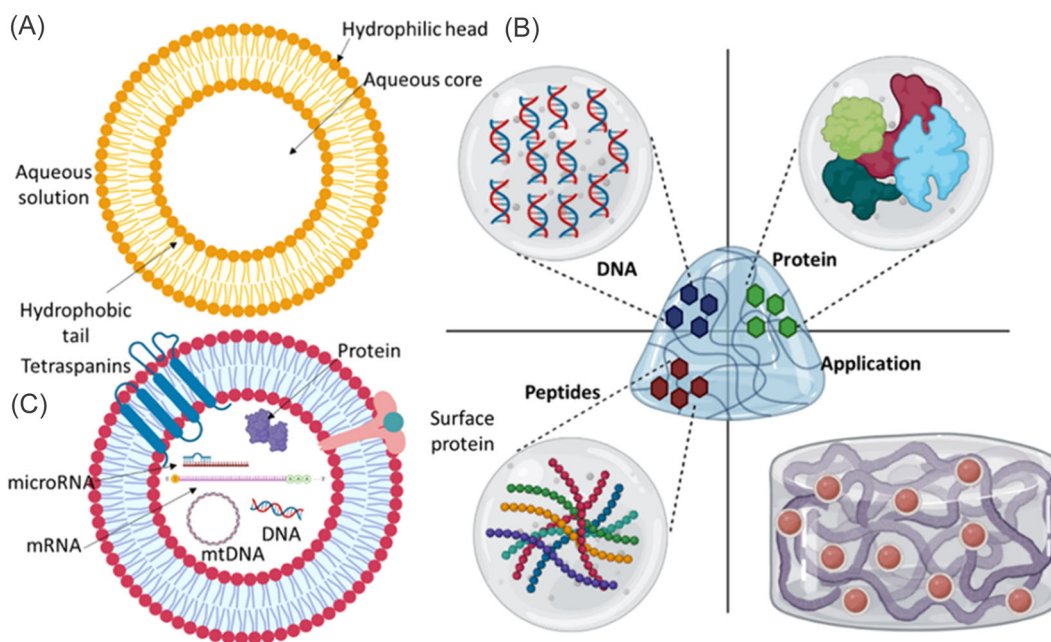 (A)
Hydrophilic head
Aqueous core
Aqueous
solution
Hydrophobic
tail
(B)
DNA
Protein
Peptides
Application
(C)
Tetraspanins
Protein
Surface
protein
microRNA
mRNA
mtDNA
DNA